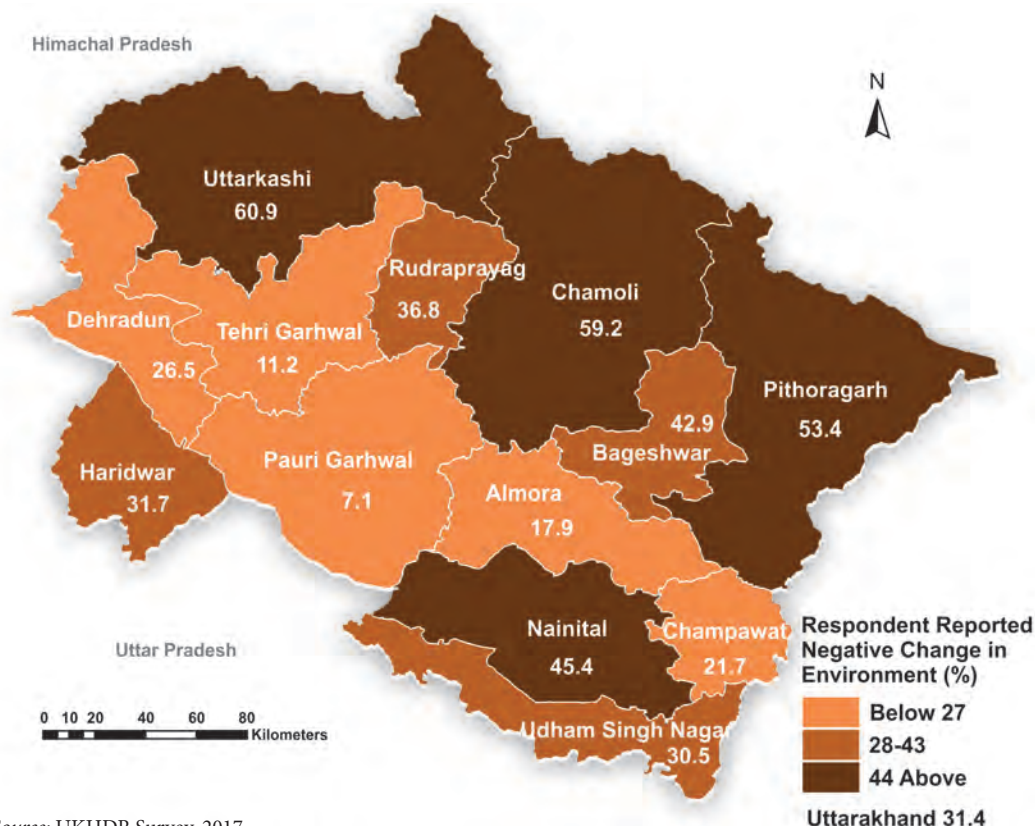 Himachal Pradesh
N
Uttarkashi
60.9
Rudraprayag
36.8
Chamoli
59.2
Dehradun
26.5
Tehri Garhwal
11.2
Pithoragarh
53.4
42.9
Bageshwar
Haridwar
31.7
Pauri Garhwal
7.1
Almora
17.9
Nainital
45.4
Champawat
21.7
Uttar Pradesh
Udham Singh Nagar
30.5
0 10 20 40 60 80
Kilometers
Respondent Reported
Negative Change in
Environment (%)
Below 27
28-43
44 Above
Uttarakhand 31.4
Source: UKHDR Survey, 2017